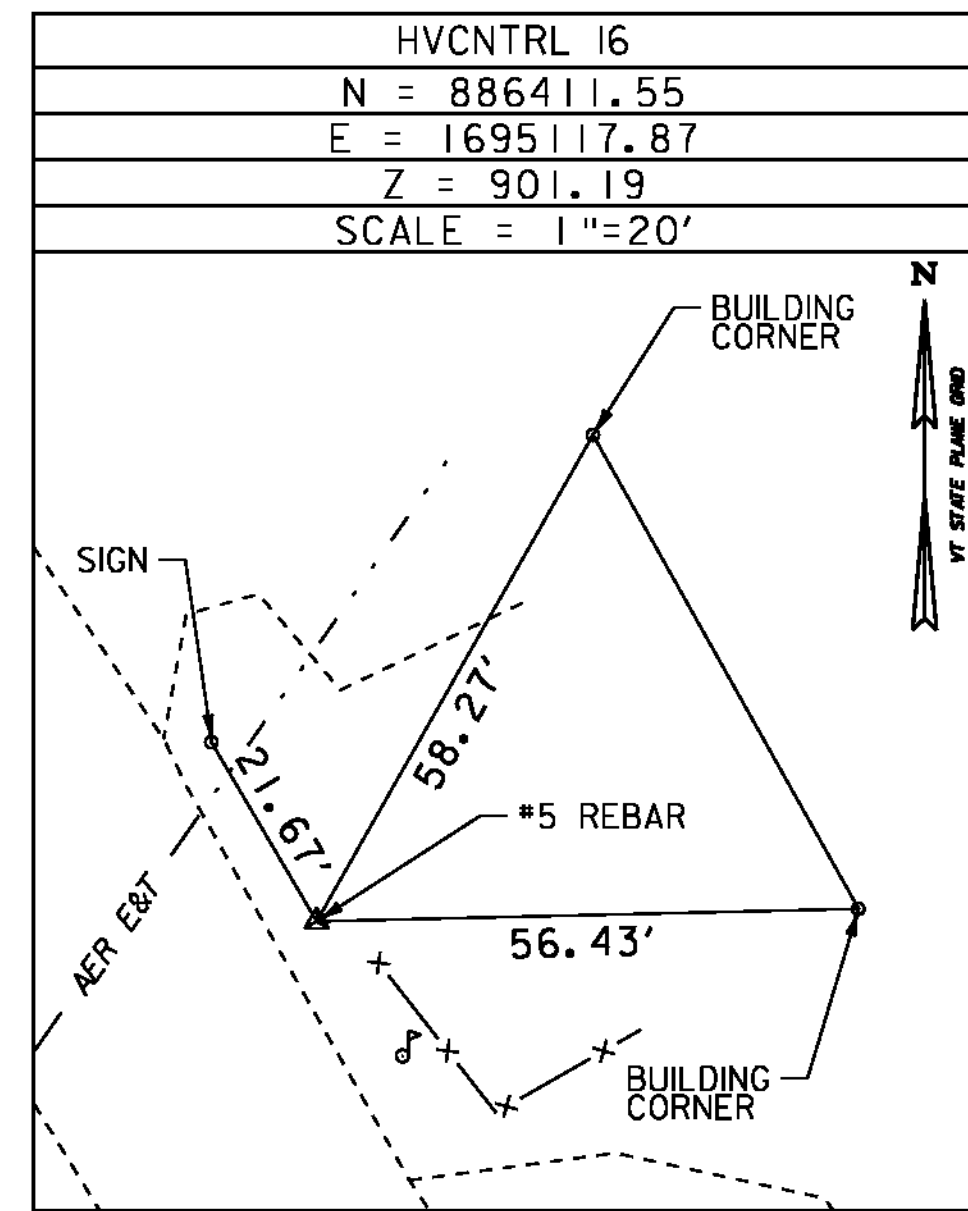 HVCNTRL 16
N = 886411.55
E = 1695117.87
Z = 901.19
SCALE = 1"=20'
N
BUILDING
CORNER
VT STATE PLANE GRID
SIGN
58.27'
21.67'
#5 REBAR
AER E&T
56.43'
BUILDING
CORNER